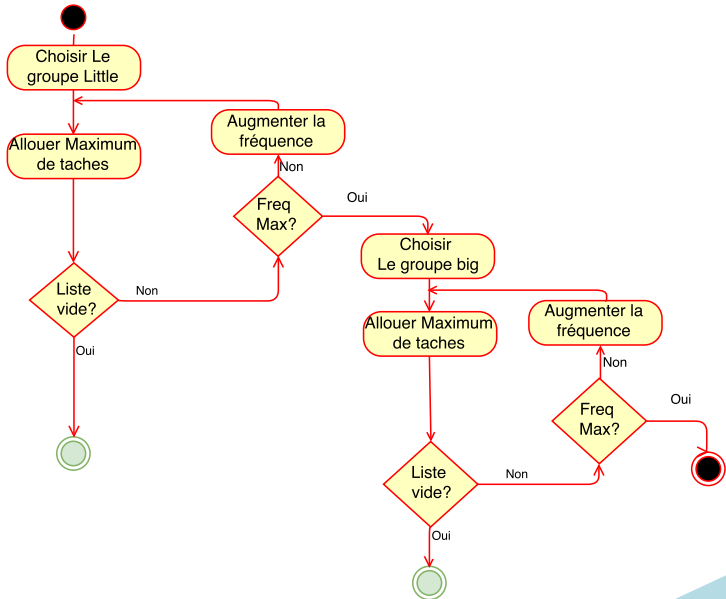 Choisir Le
groupe Little
Allouer Maximum
de taches
Liste
vide?
Oui
Non
Augmenter la
fréquence
Non
Freq
Max?
Oui
Choisir
Le groupe big
Allouer Maximum
de taches
Liste
vide?
Oui
Non
Augmenter la
fréquence
Non
Freq
Max?
Oui